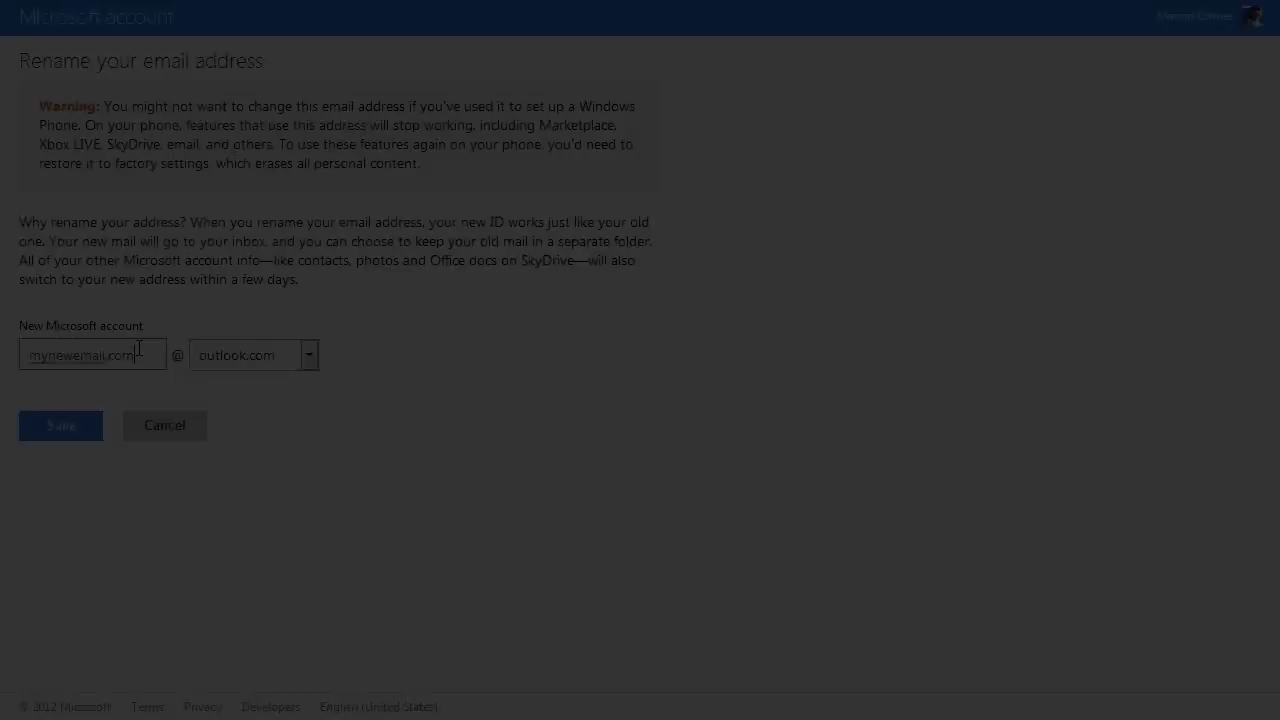 Microsoft account
Rename your email address
Warning: You might not want to change this email address if you've used it to set up a Windows
Phone. On your phone, features that use this address will stop working, including Marketplace,
Xbox LIVE, SkyDrive, email, and others. To use these features again on your phone, you'd need to
restore it to factory settings, which erases all personal content.
Why rename your address? When you rename your email address, your new ID works just like your old
one. Your new mail will go to your inbox, and you can choose to keep your old mail in a separate folder.
All of your other Microsoft account info—like contacts, photos and Office docs on SkyDrive—will also
switch to your new address within a few days.
New Microsoft account
mynewemail.com @ outlook.com
Save Cancel
© 2012 Microsoft Terms Privacy Developers English (United States)